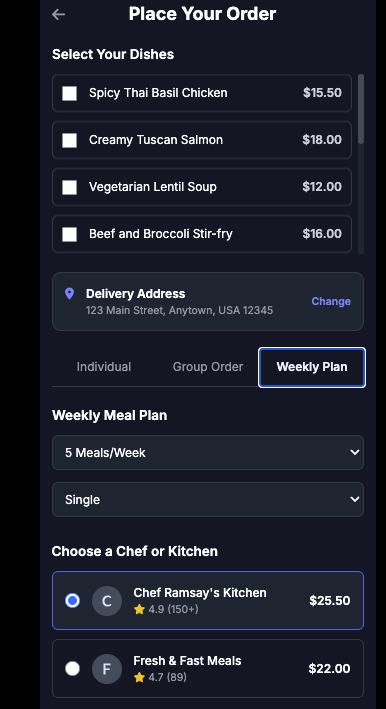 Place Your Order
Select Your Dishes
Spicy Thai Basil Chicken $15.50
Creamy Tuscan Salmon $18.00
Vegetarian Lentil Soup $12.00
Beef and Broccoli Stir-fry $16.00
Delivery Address
123 Main Street, Anytown, USA 12345
Change
Individual Group Order Weekly Plan
Weekly Meal Plan
5 Meals/Week
Single
Choose a Chef or Kitchen
C
Chef Ramsay's Kitchen
4.9 (150+)
$25.50
F
Fresh & Fast Meals
4.7 (89)
$22.00